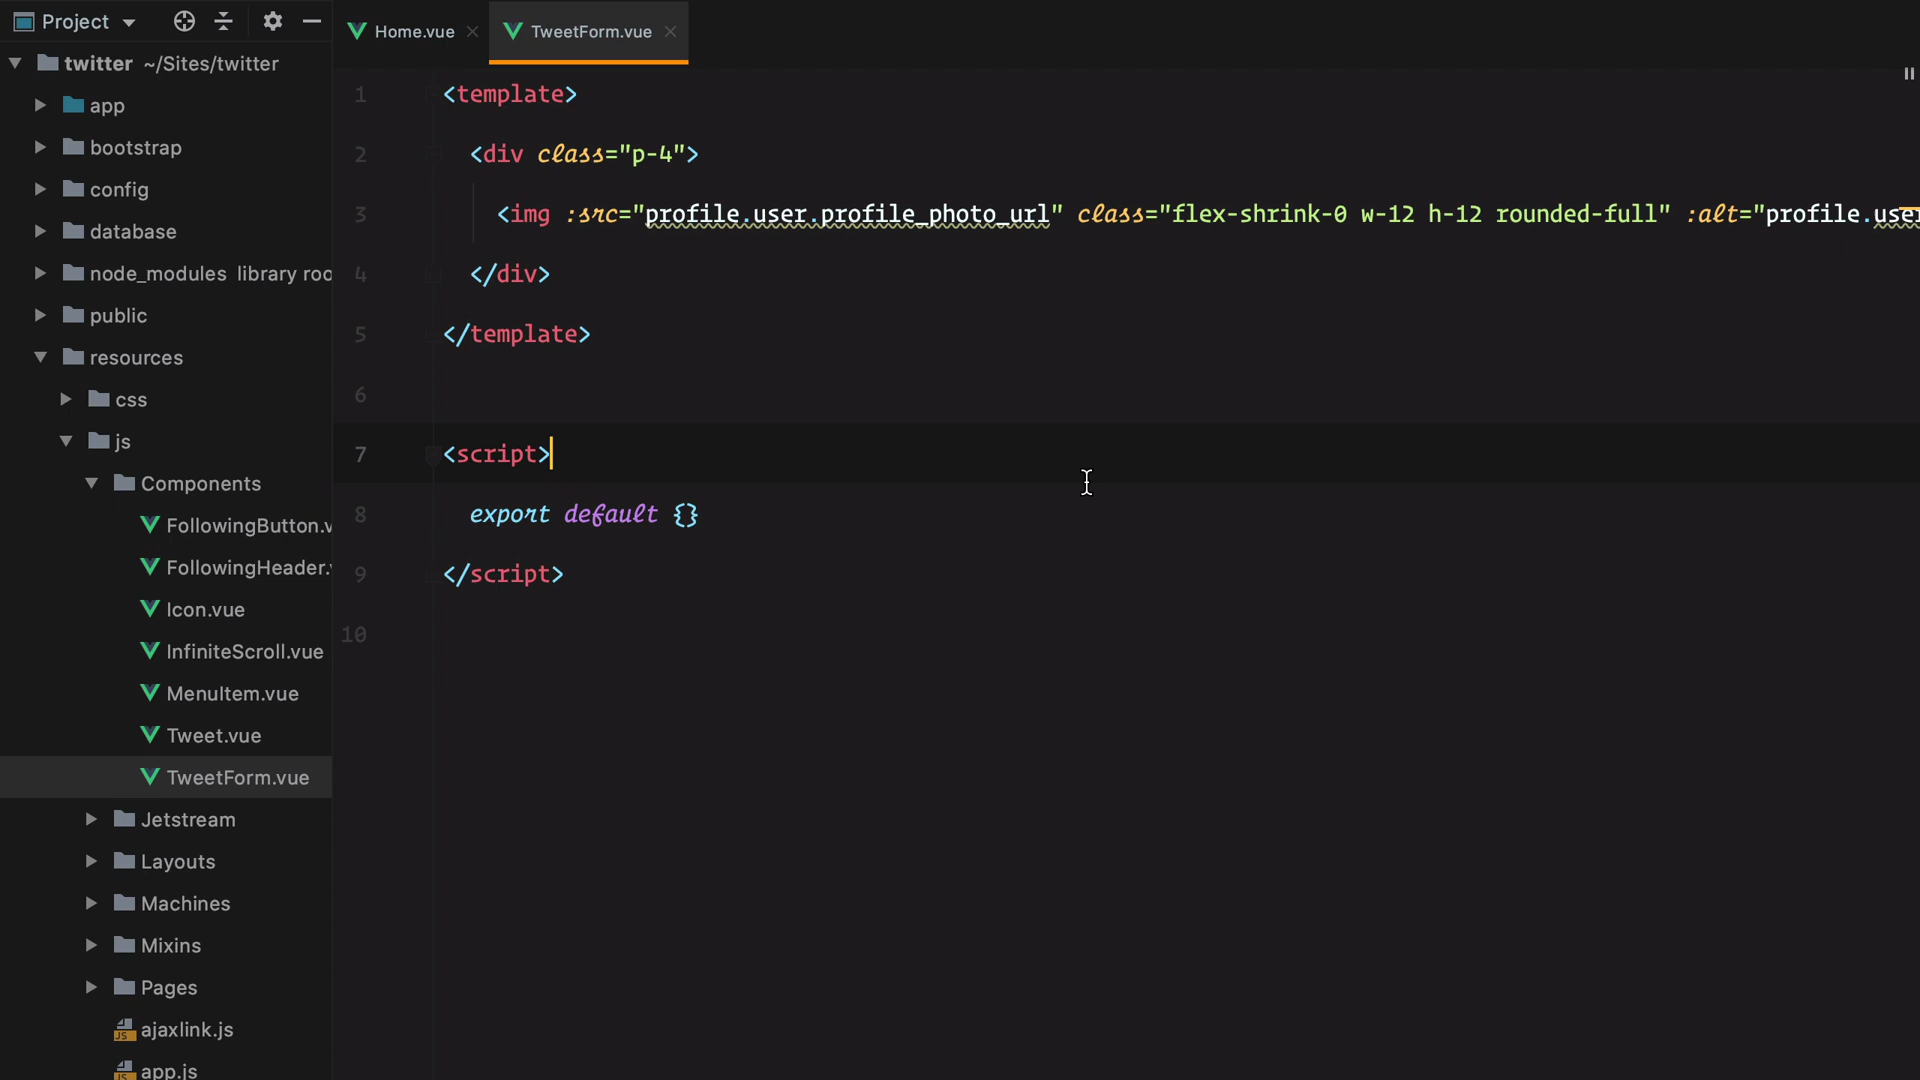 Project
Home.vue
TweetForm.vue
twitter ~/Sites/twitter
app
bootstrap
config
database
node_modules library roo
public
resources
css
js
Components
FollowingButton.v
FollowingHeader.
Icon.vue
InfiniteScroll.vue
MenuItem.vue
Tweet.vue
TweetForm.vue
Jetstream
Layouts
Machines
Mixins
Pages
ajaxlink.js
app.js
1 <template>
2 <div class="p-4">
3 <img :src="profile.user.profile_photo_url" class="flex-shrink-0 w-12 h-12 rounded-full" :alt="profile.user
4 </div>
5 </template>
6
7 <script>
8 export default {}
9 </script>
10